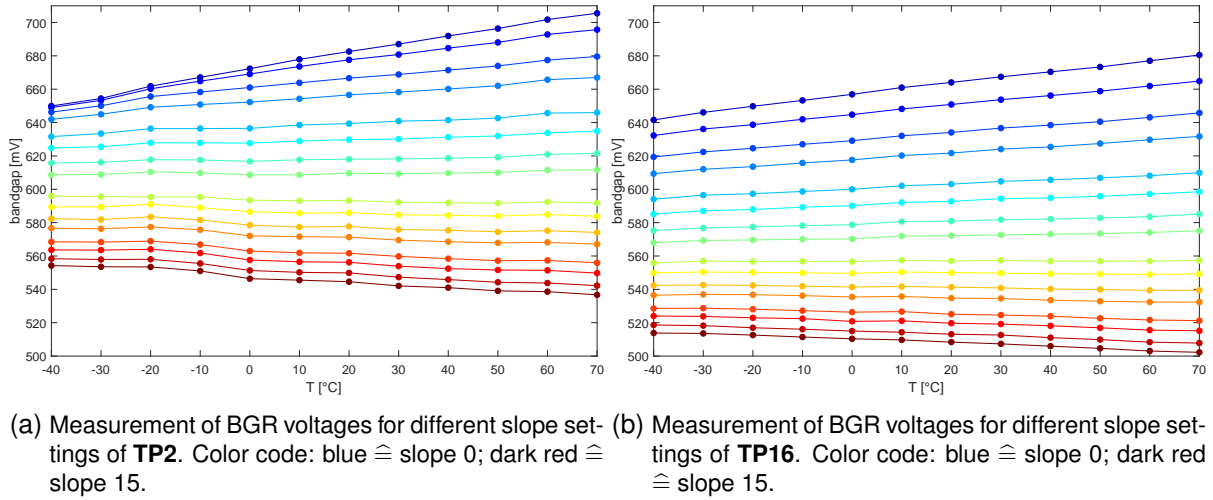 700
680
660
640
620
600
580
560
540
520
500
bandgap [mV]
-40 -30 -20 -10 0 10 20 30 40 50 60 70
T [°C]
700
680
660
640
620
600
580
560
540
520
500
bandgap [mV]
-40 -30 -20 -10 0 10 20 30 40 50 60 70
T [°C]
(a) Measurement of BGR voltages for different slope set-
tings of TP2. Color code: blue ≙ slope 0; dark red ≙
slope 15.
(b) Measurement of BGR voltages for different slope set-
tings of TP16. Color code: blue ≙ slope 0; dark red
≙ slope 15.